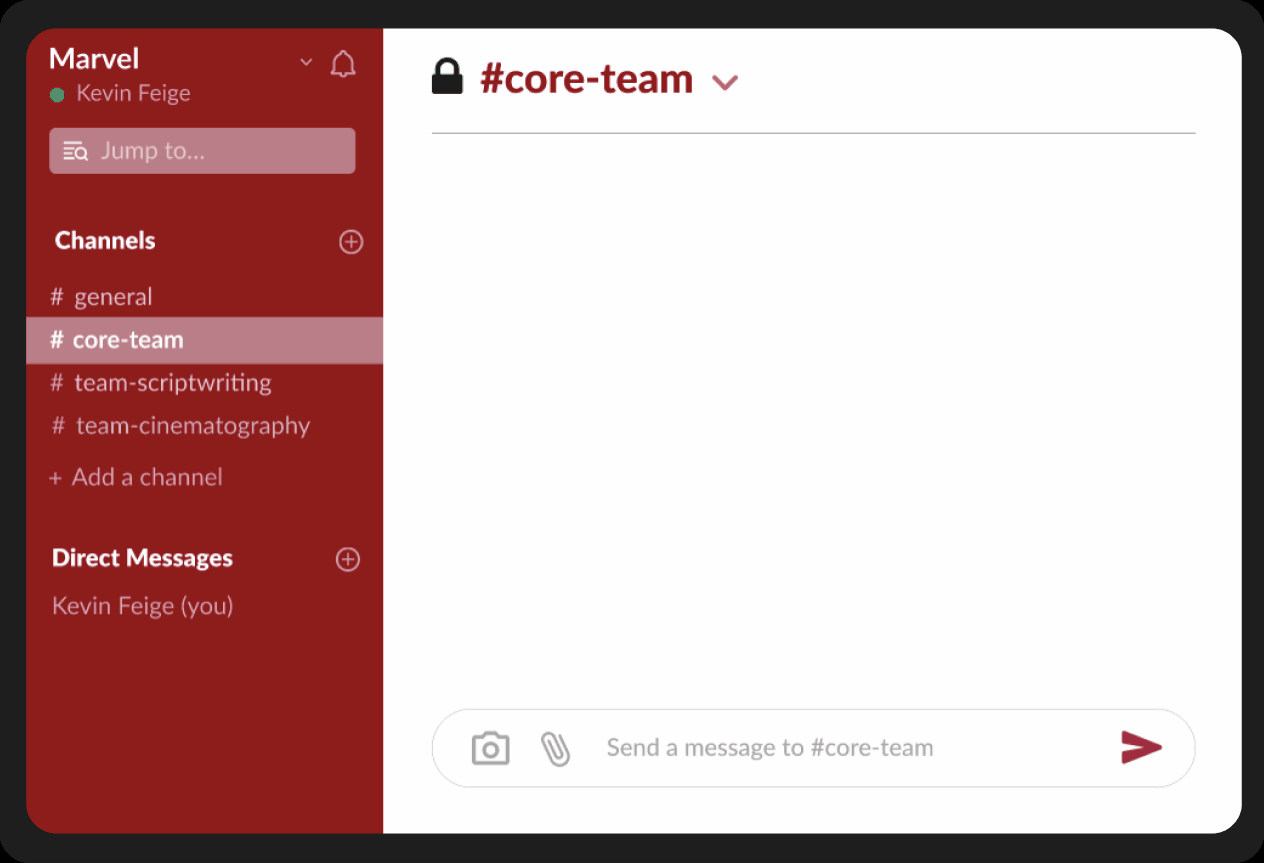 Marvel
Kevin Feige
Jump to...
Channels
# general
# core-team
# team-scriptwriting
# team-cinematography
+ Add a channel
Direct Messages
Kevin Feige (you)
#core-team
Send a message to #core-team